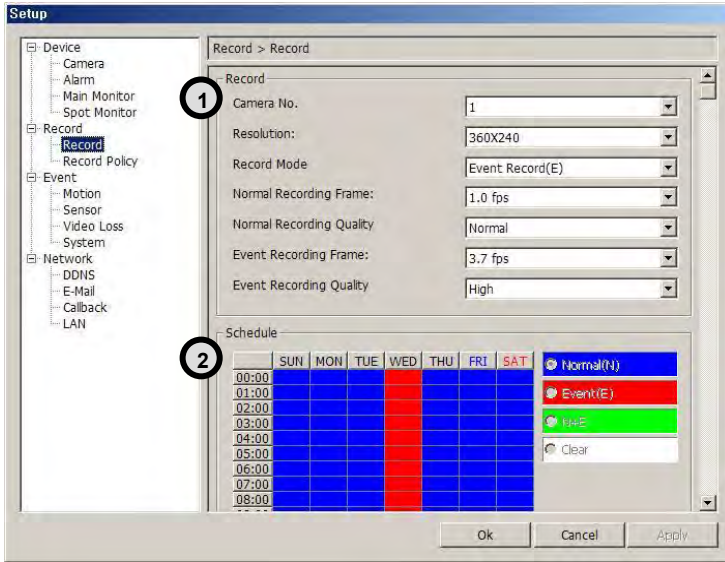 Setup
Device
Camera
Alarm
Main Monitor
Spot Monitor
Record
Record
Record Policy
Event
Motion
Sensor
Video Loss
System
Network
DDNS
E-Mail
Callback
LAN
Record > Record
1
Record
Camera No. 1
Resolution: 360X240
Record Mode Event Record(E)
Normal Recording Frame: 1.0 fps
Normal Recording Quality Normal
Event Recording Frame: 3.7 fps
Event Recording Quality High
2
Schedule
SUN MON TUE WED THU FRI SAT
00:00
01:00
02:00
03:00
04:00
05:00
06:00
07:00
08:00
Normal(N)
Event(E)
N+E
Clear
Ok Cancel Apply